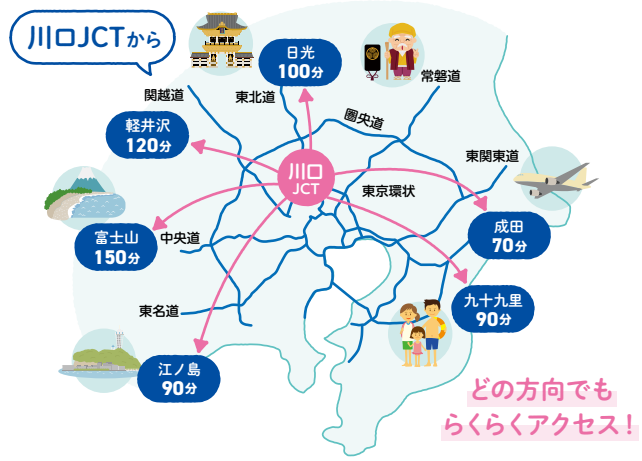 川口JCTから
日光
100分
常磐道
関越道
東北道
圏央道
軽井沢
120分
東関東道
川口
JCT
東京環状
成田
70分
富士山
150分
中央道
九十九里
90分
東名道
江ノ島
90分
どの方向でも
らくらくアクセス!